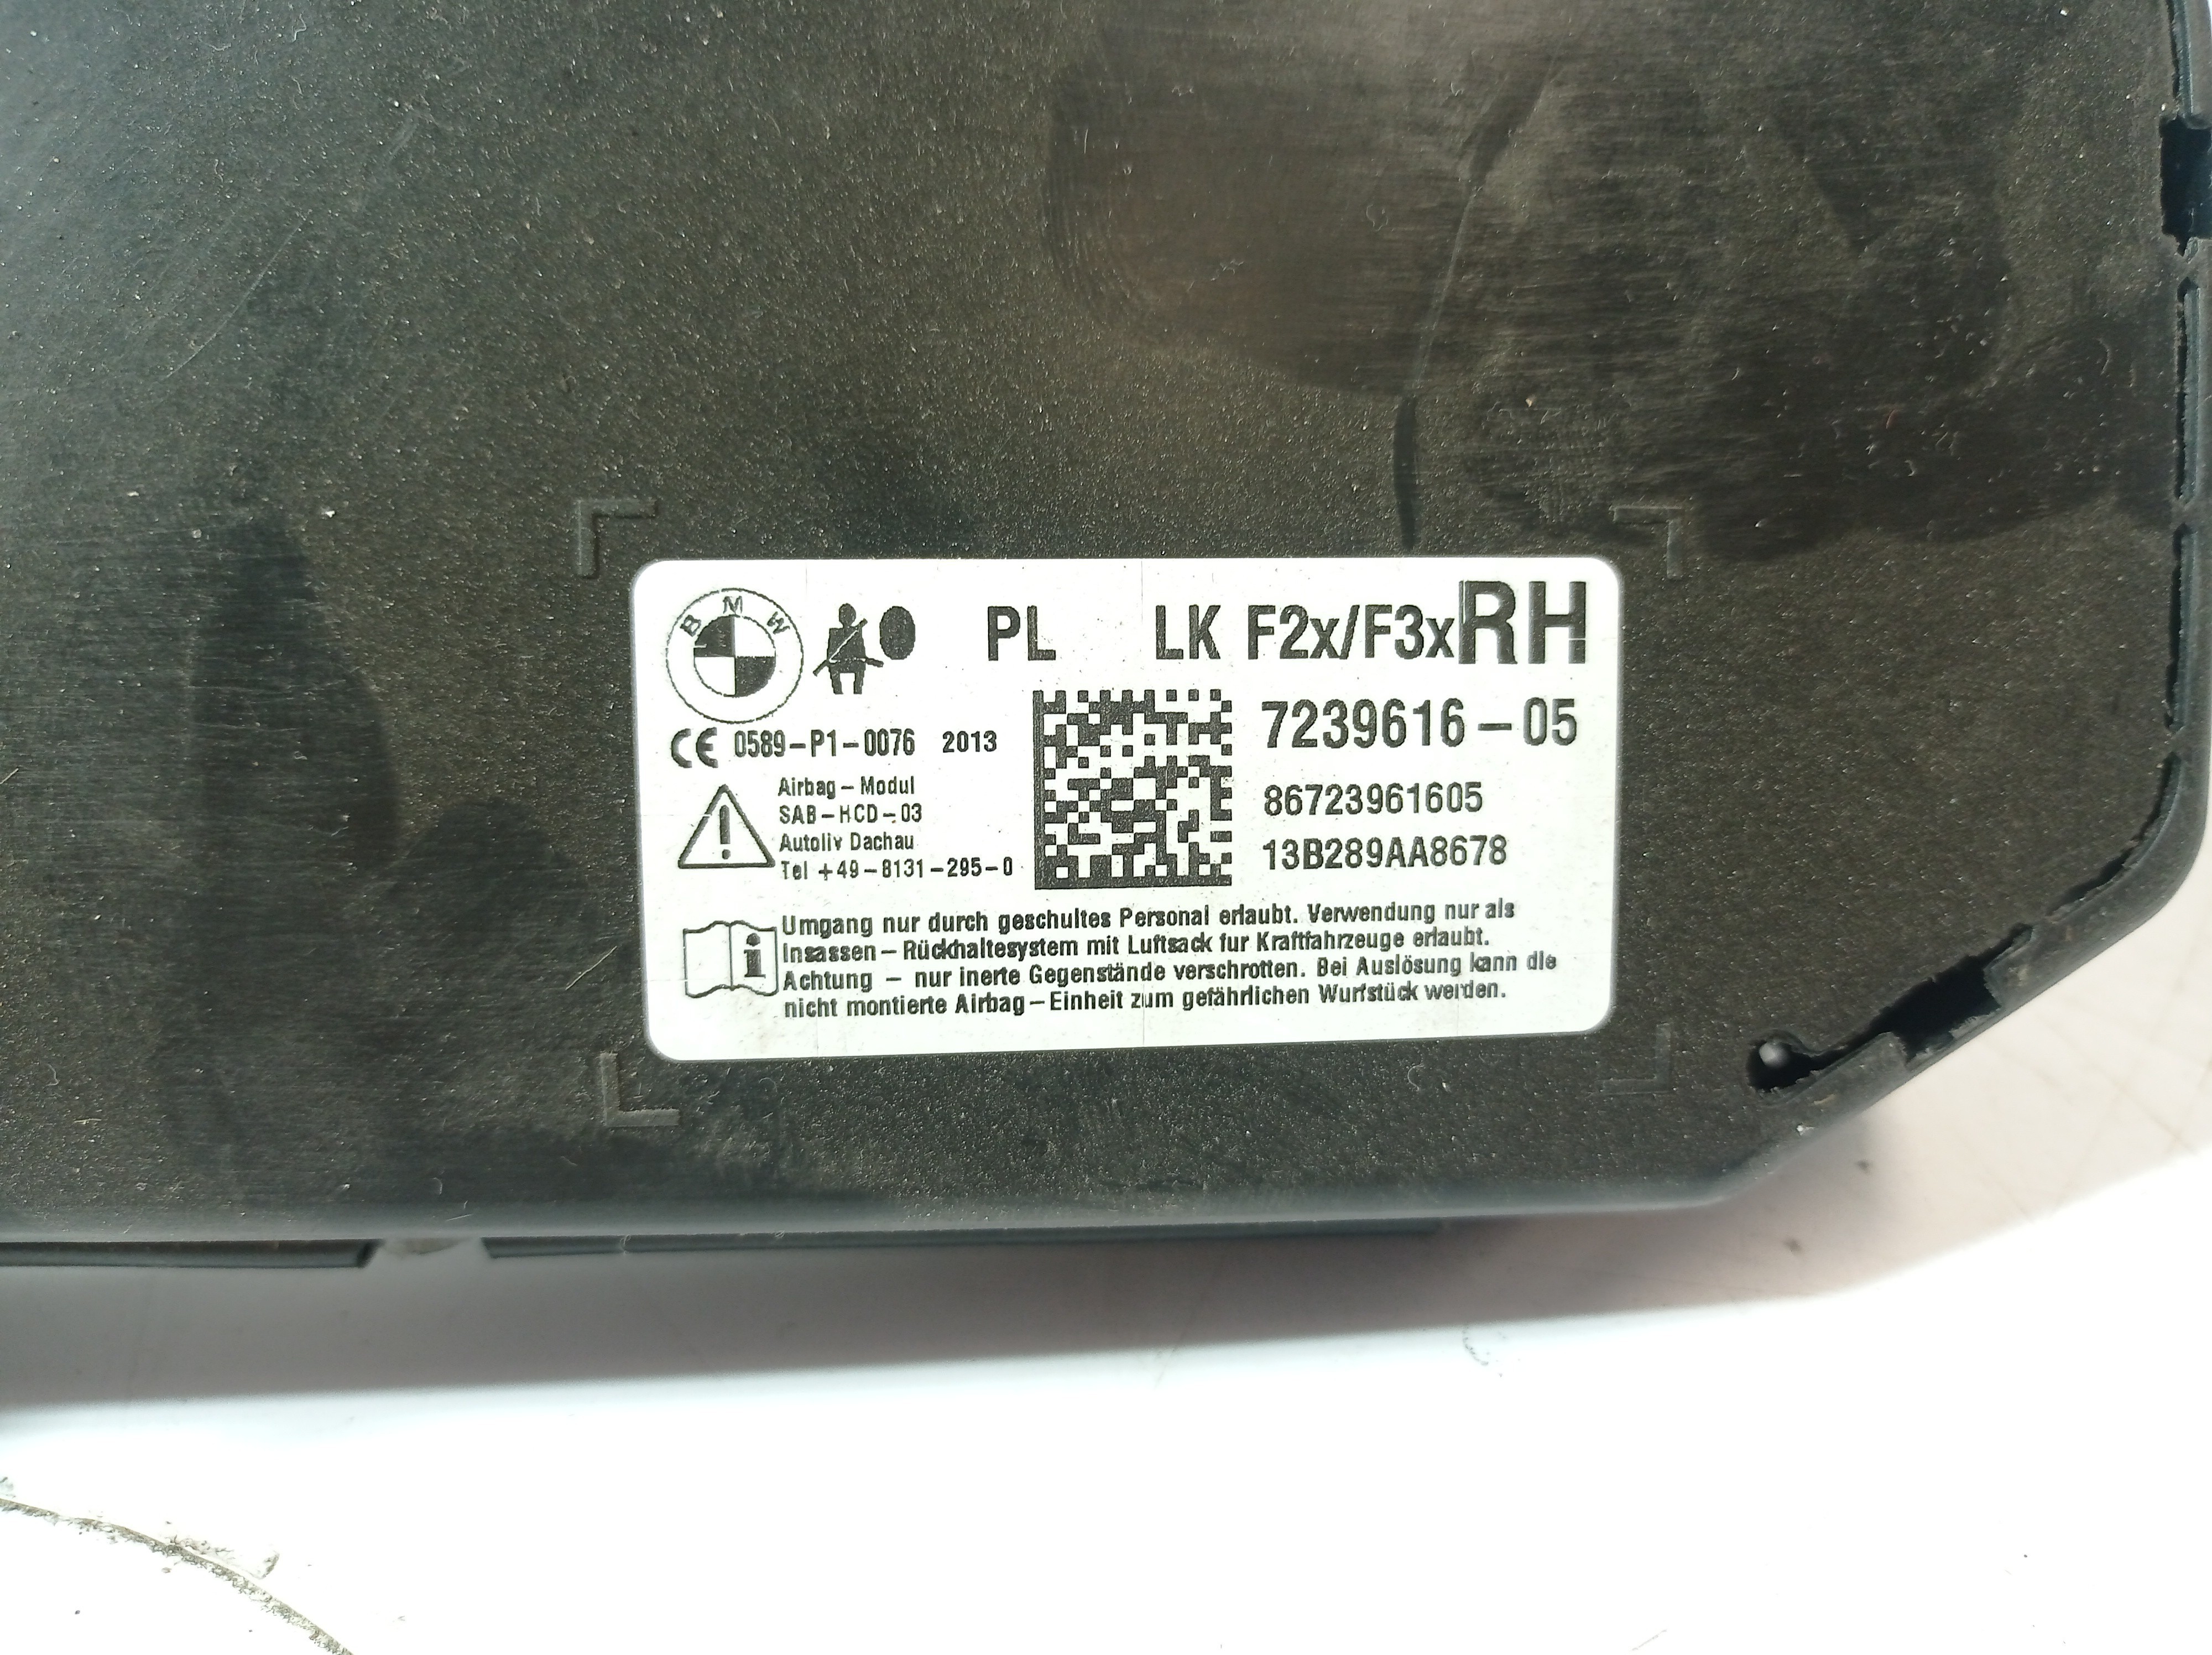 BMW
PL LK F2x/F3x RH
7239616-05
CE 0589-P1-0076 2013
86723961605
13B289AA8678
Airbag-Modul
SAB-HCD-03
Autoliv Dachau
Tel +49-8131-295-0
Umgang nur durch geschultes Personal erlaubt. Verwendung nur als
Insassen-Rückhaltesystem mit Luftsack fur Kraftfahrzeuge erlaubt.
Achtung - nur inerte Gegenstände verschrotten. Bei Auslösung kann die
nicht montierte Airbag-Einheit zum gefährlichen Wurfstück werden.